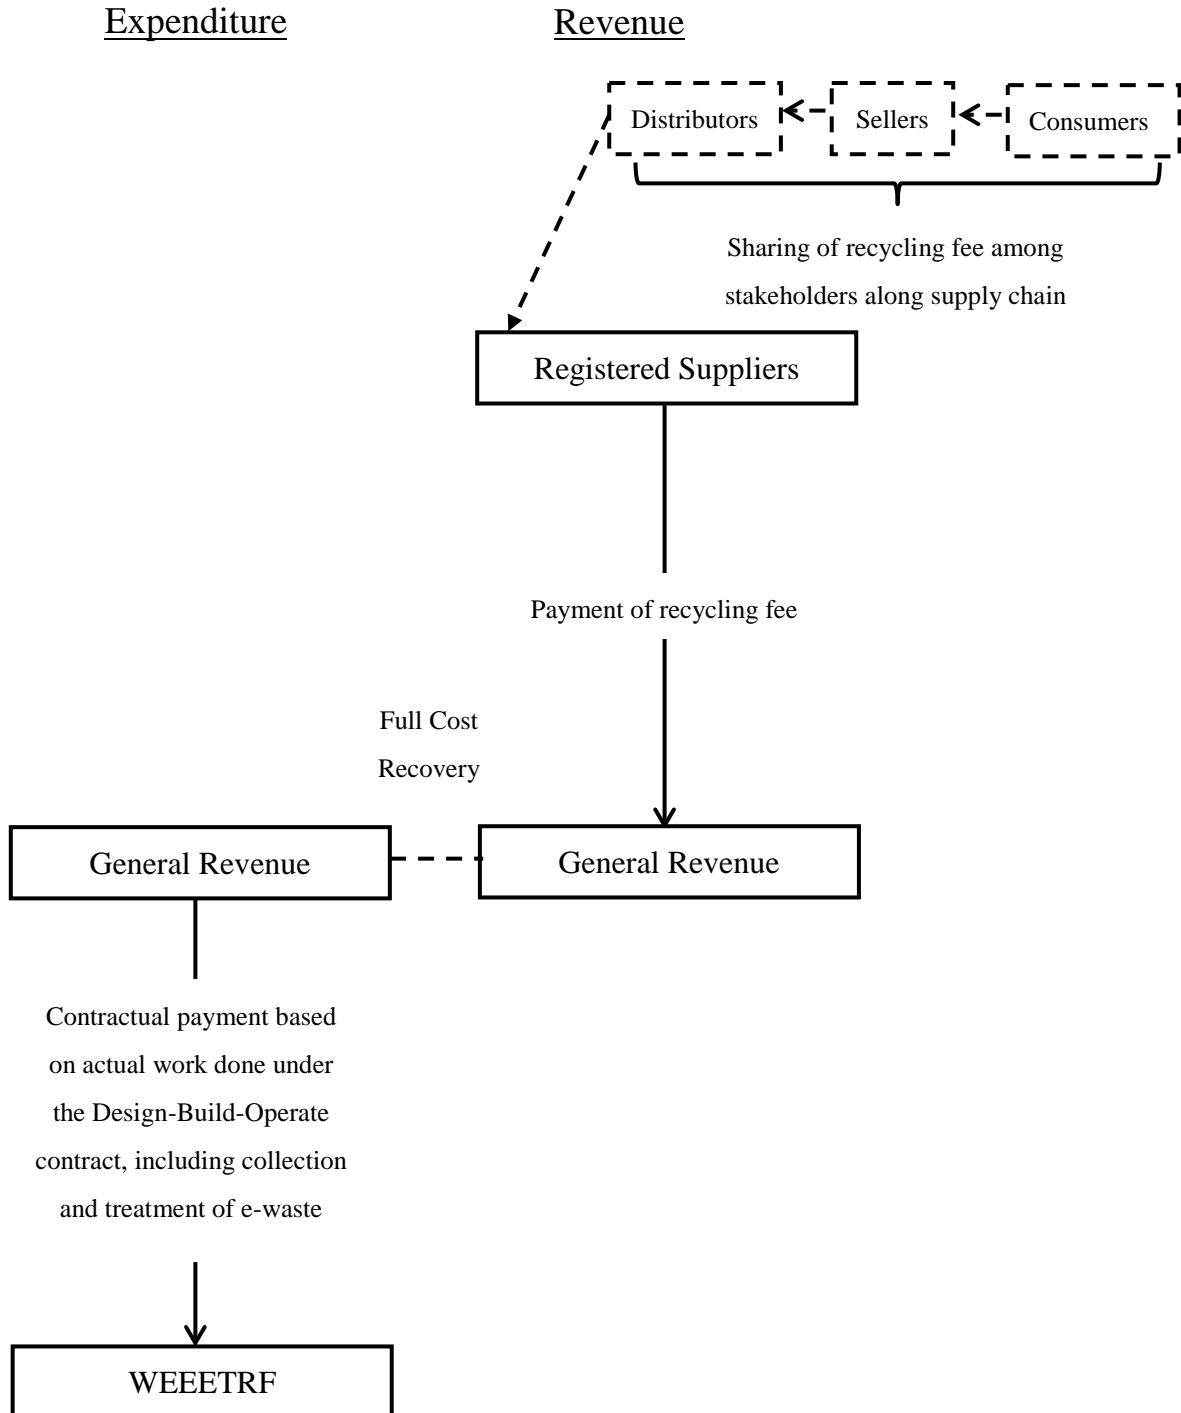 Expenditure
Revenue
Distributors
Sellers
Consumers
Sharing of recycling fee among
stakeholders along supply chain
Registered Suppliers
Payment of recycling fee
Full Cost
Recovery
General Revenue
General Revenue
Contractual payment based
on actual work done under
the Design-Build-Operate
contract, including collection
and treatment of e-waste
WEEETRF